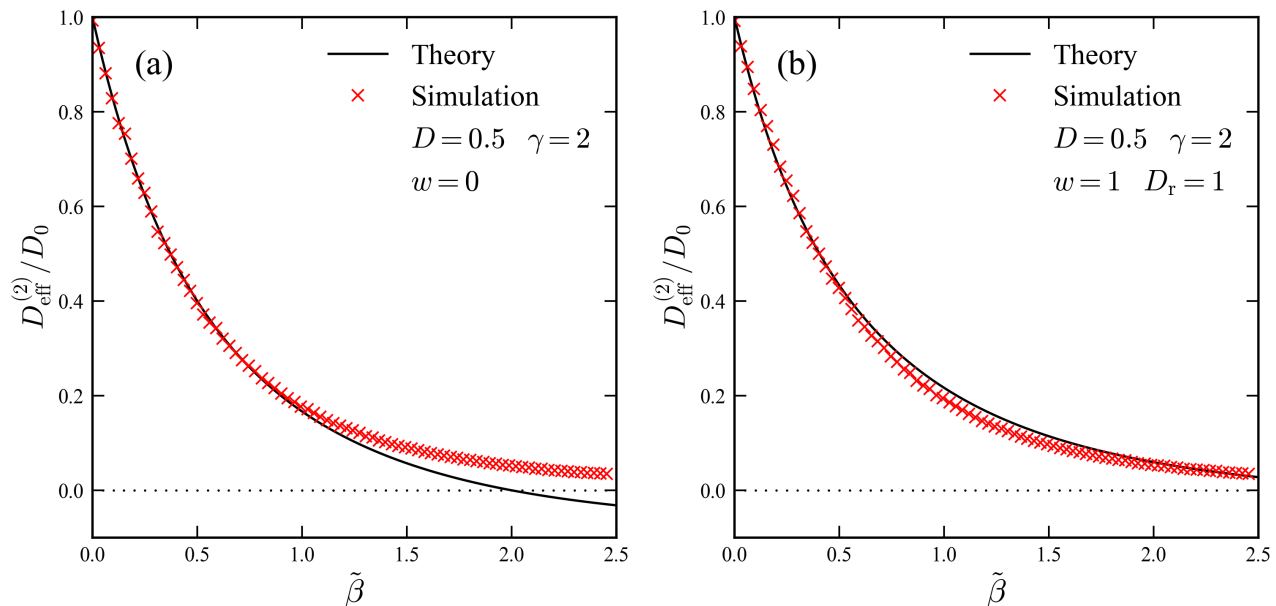 (a)
Theory
Simulation
D = 0.5 γ = 2
w = 0
D_eff^(2)/D_0
1.0
0.8
0.6
0.4
0.2
0.0
0.0 0.5 1.0 1.5 2.0 2.5
β̃
(b)
Theory
Simulation
D = 0.5 γ = 2
w = 1 D_r = 1
D_eff^(2)/D_0
1.0
0.8
0.6
0.4
0.2
0.0
0.0 0.5 1.0 1.5 2.0 2.5
β̃